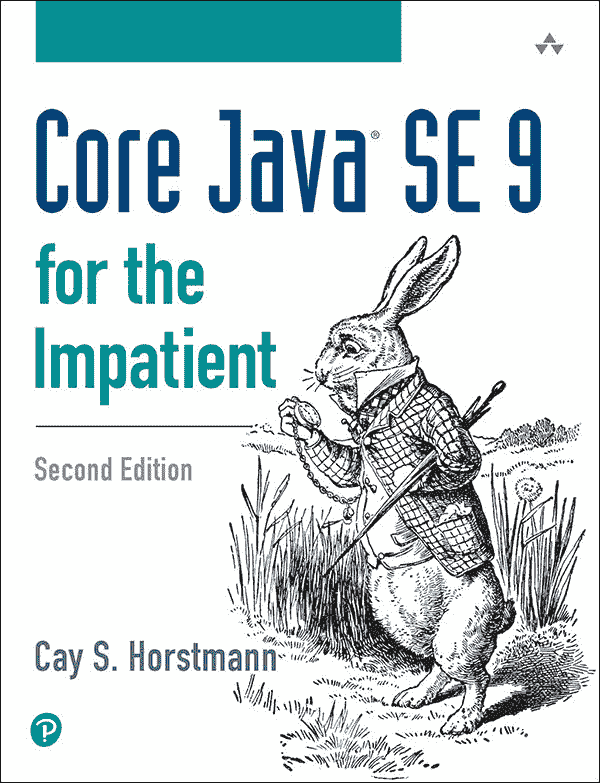 Core Java® SE 9
for the
Impatient
Second Edition
Cay S. Horstmann